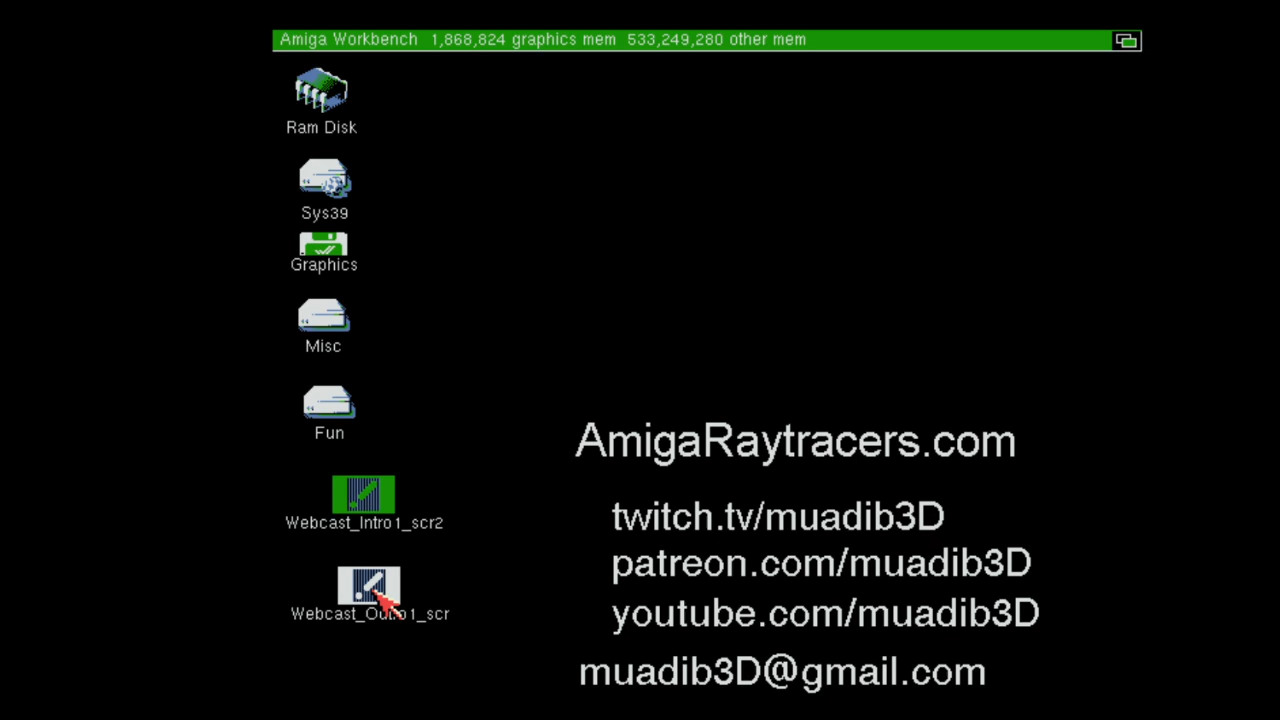 Amiga Workbench 1,868,824 graphics mem 533,249,280 other mem
Ram Disk
Sys39
Graphics
Misc
Fun
Webcast_Intro1_scr2
Webcast_Outro1_scr
AmigaRaytracers.com
twitch.tv/muadib3D
patreon.com/muadib3D
youtube.com/muadib3D
muadib3D@gmail.com